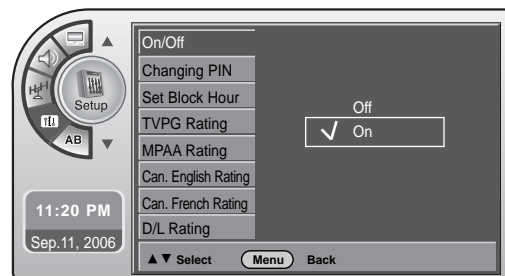 Setup
AB
11:20 PM
Sep.11, 2006
On/Off
Changing PIN
Set Block Hour
TVPG Rating
MPAA Rating
Can. English Rating
Can. French Rating
D/L Rating
Off
On
▲▼ Select Menu Back